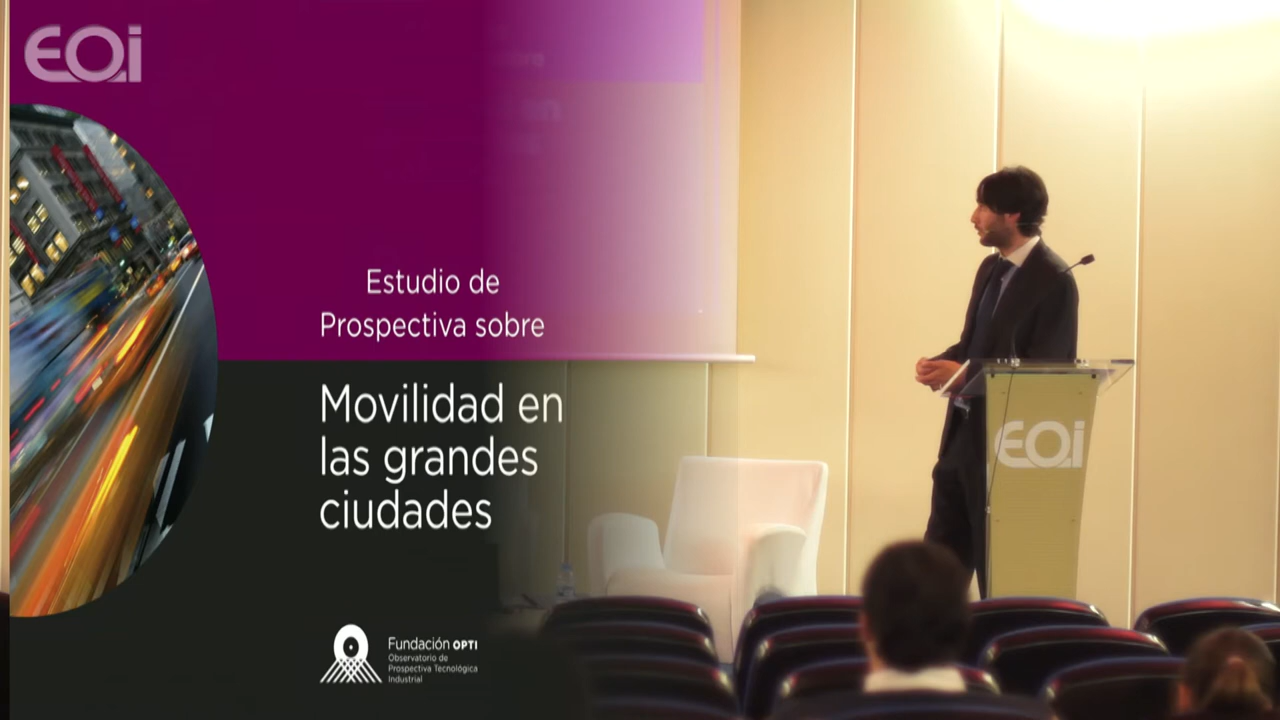 EOi
Estudio de
Prospectiva sobre
Movilidad en
las grandes
ciudades
Fundación OPTI
Observatorio de
Prospectiva Tecnológica
Industrial
EOi